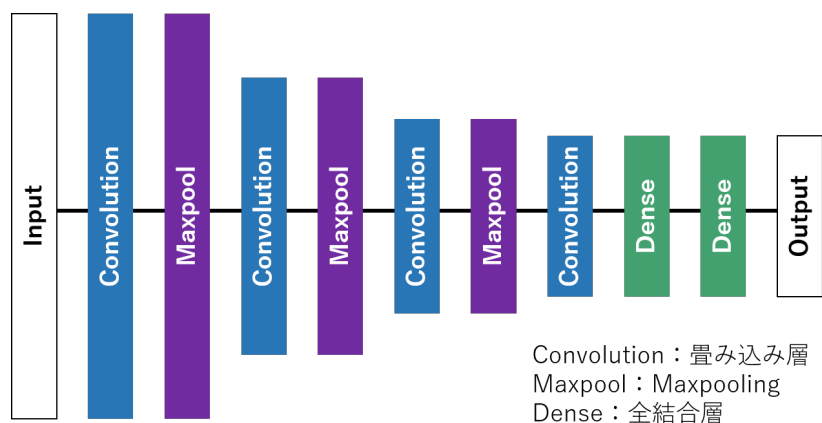 Input
Convolution
Maxpool
Convolution
Maxpool
Convolution
Maxpool
Convolution
Dense
Dense
Output
Convolution：畳み込み層
Maxpool：Maxpooling
Dense：全結合層